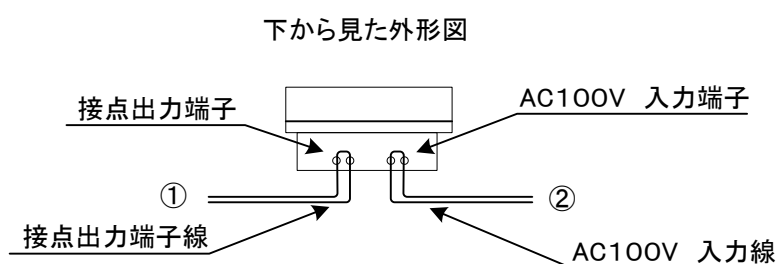 下から見た外形図
接点出力端子
AC100V 入力端子
①
②
接点出力端子線
AC100V 入力線